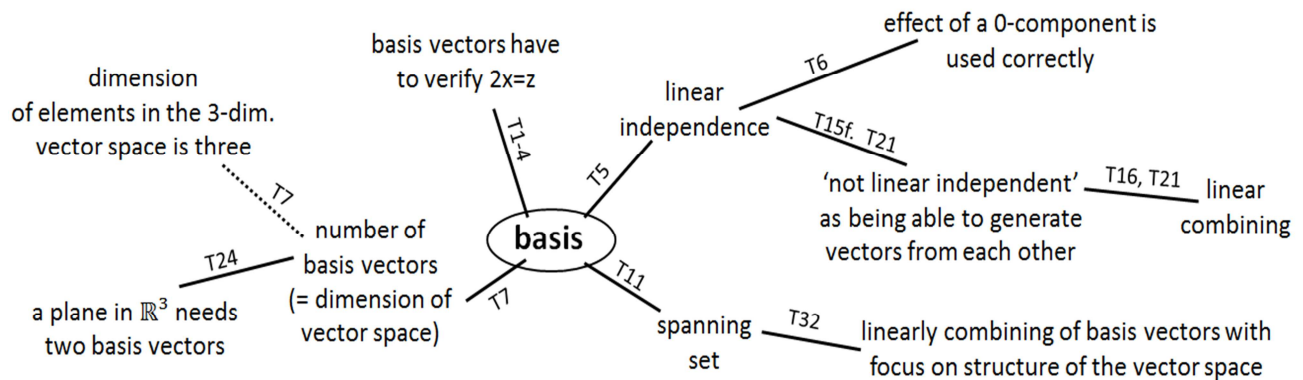 effect of a 0-component is
used correctly
T6
basis vectors have
to verify 2x=z
T1-4
dimension
of elements in the 3-dim.
vector space is three
T7
linear
independence
T5
T15f. T21
'not linear independent'
as being able to generate
vectors from each other
T16, T21
linear
combining
basis
number of
basis vectors
(= dimension of
vector space)
T7
T24
a plane in ℝ³ needs
two basis vectors
T11
spanning
set
T32
linearly combining of basis vectors with
focus on structure of the vector space